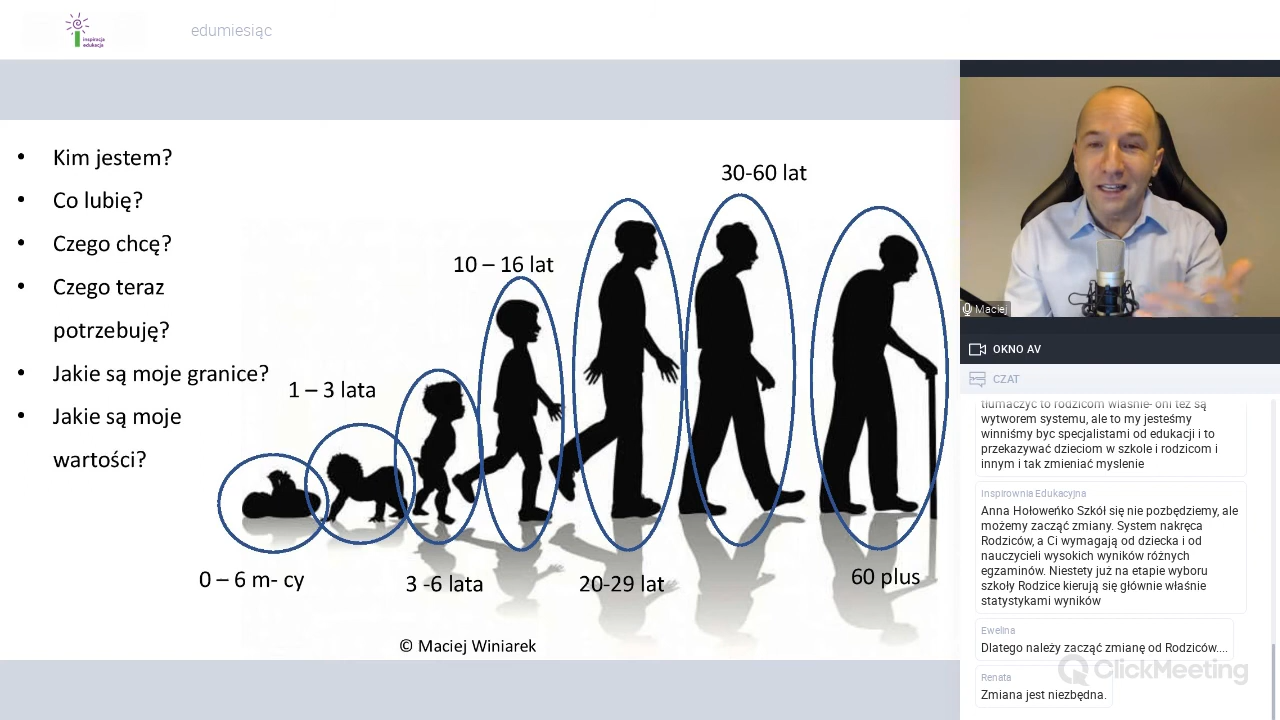 inspiracja
edukacja
edumiesiąc
• Kim jestem?
• Co lubię?
• Czego chcę?
• Czego teraz
potrzebuję?
• Jakie są moje granice?
• Jakie są moje
wartości?
0 – 6 m- cy
1 – 3 lata
3 -6 lata
10 – 16 lat
20-29 lat
30-60 lat
60 plus
© Maciej Winiarek
Maciej
OKNO AV
CZAT
tłumaczyć to rodzicom właśnie- oni też są
wytworem systemu, ale to my jesteśmy
winniśmy byc specjalistami od edukacji i to
przekazywać dzieciom w szkole i rodzicom i
innym i tak zmieniać myslenie
Inspirownia Edukacyjna
Anna Hołoweńko Szkół się nie pozbędziemy, ale
możemy zacząć zmiany. System nakręca
Rodziców, a Ci wymagają od dziecka i od
nauczycieli wysokich wyników różnych
egzaminów. Niestety już na etapie wyboru
szkoły Rodzice kierują się głównie właśnie
statystykami wyników
Ewelina
Dlatego należy zacząć zmianę od Rodziców....
Renata
Zmiana jest niezbędna.
ClickMeeting